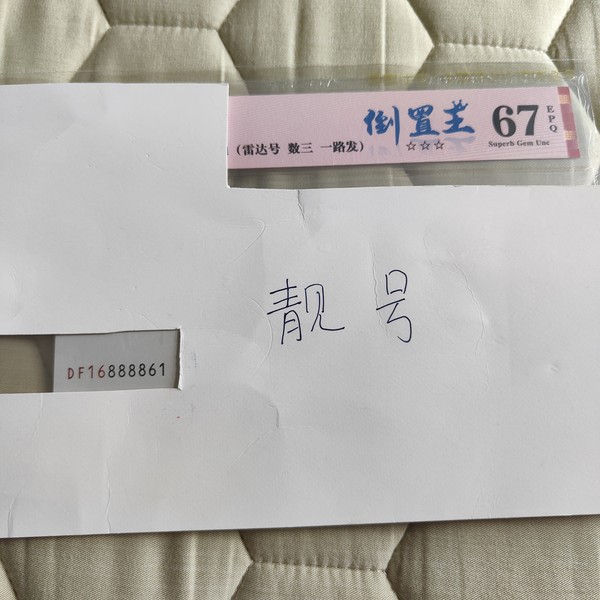 倒置王
67
EPQ
(雷达号 数三 一路发)
☆☆☆
Superb Gem Unc
靓号
DF16888861